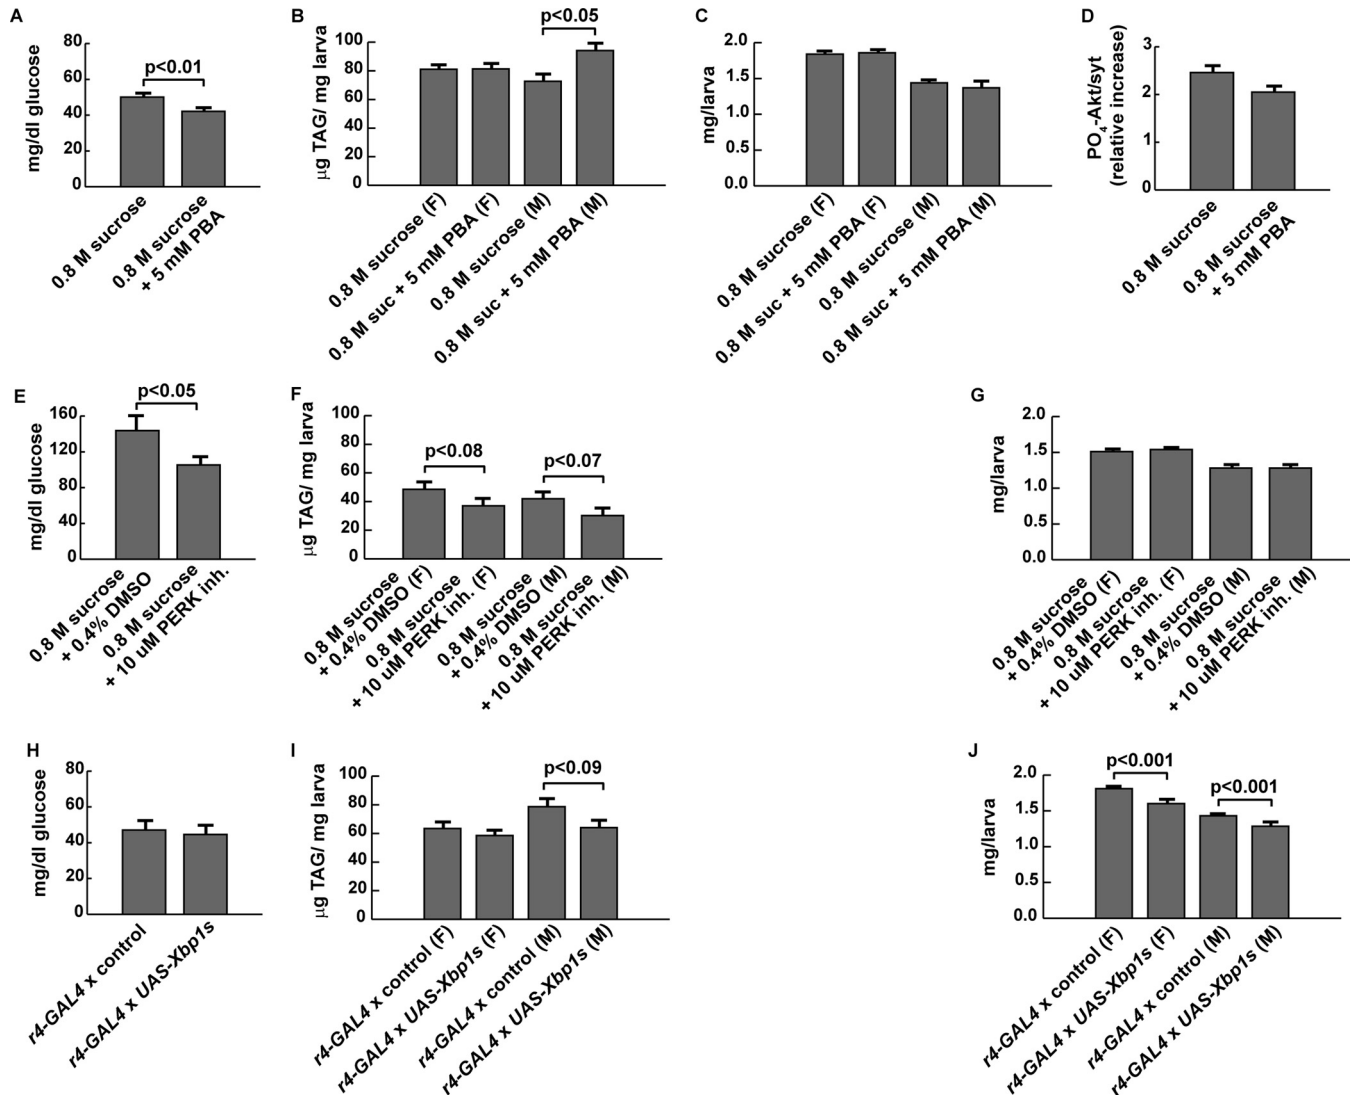 A
mg/dl glucose
80
60
40
20
0
p<0.01
0.8 M sucrose
0.8 M sucrose
+ 5 mM PBA
B
µg TAG/ mg larva
100
80
60
40
20
0
p<0.05
0.8 M sucrose (F)
0.8 M suc + 5 mM PBA (F)
0.8 M sucrose (M)
0.8 M suc + 5 mM PBA (M)
C
mg/larva
2.0
1.5
1.0
0.5
0.0
0.8 M sucrose (F)
0.8 M suc + 5 mM PBA (F)
0.8 M sucrose (M)
0.8 M suc + 5 mM PBA (M)
D
PO4-Akt/syt
(relative increase)
3
2
1
0
0.8 M sucrose
0.8 M sucrose
+ 5 mM PBA
E
mg/dl glucose
160
120
80
40
0
p<0.05
0.8 M sucrose
+ 0.4% DMSO
0.8 M sucrose
+ 10 uM PERK inh.
F
µg TAG/ mg larva
100
80
60
40
20
0
p<0.08
p<0.07
0.8 M sucrose
+ 0.4% DMSO (F)
0.8 M sucrose
+ 10 uM PERK inh. (F)
0.8 M sucrose
+ 0.4% DMSO (M)
0.8 M sucrose
+ 10 uM PERK inh. (M)
G
mg/larva
2.0
1.5
1.0
0.5
0.0
0.8 M sucrose
+ 0.4% DMSO (F)
0.8 M sucrose
+ 10 uM PERK inh. (F)
0.8 M sucrose
+ 0.4% DMSO (M)
0.8 M sucrose
+ 10 uM PERK inh. (M)
H
mg/dl glucose
80
60
40
20
0
r4-GAL4 x control
r4-GAL4 x UAS-Xbp1s
I
µg TAG/ mg larva
100
80
60
40
20
0
p<0.09
r4-GAL4 x control (F)
r4-GAL4 x UAS-Xbp1s (F)
r4-GAL4 x control (M)
r4-GAL4 x UAS-Xbp1s (M)
J
mg/larva
2.0
1.5
1.0
0.5
0.0
p<0.001
p<0.001
r4-GAL4 x control (F)
r4-GAL4 x UAS-Xbp1s (F)
r4-GAL4 x control (M)
r4-GAL4 x UAS-Xbp1s (M)